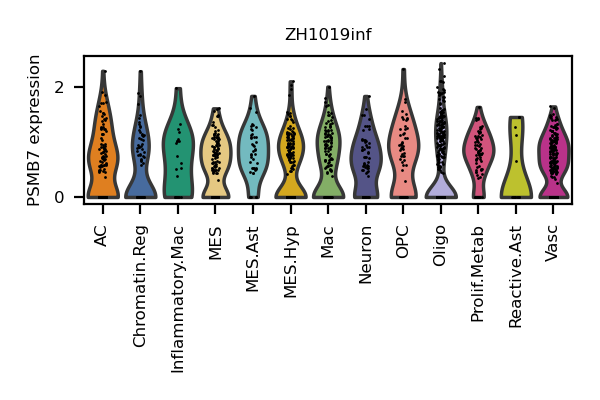 ZH1019inf
PSMB7 expression
2
0
AC
Chromatin.Reg
Inflammatory.Mac
MES
MES.Ast
MES.Hyp
Mac
Neuron
OPC
Oligo
Prolif.Metab
Reactive.Ast
Vasc